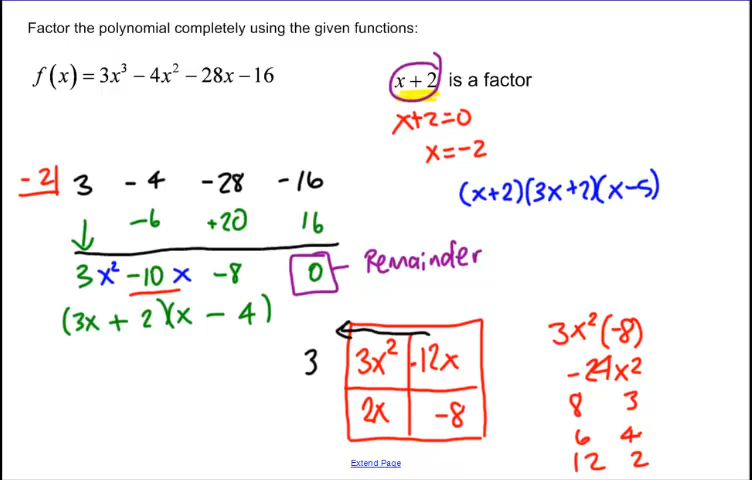 Factor the polynomial completely using the given functions:
f(x) = 3x³ − 4x² − 28x − 16
x + 2 is a factor
x+2=0
x=-2
-2| 3 -4 -28 -16
-6 +20 16
3x² -10x -8 0 - Remainder
(3x + 2)(x - 4)
(x+2)(3x+2)(x-5)
3 3x² -12x
2x -8
3x²(-8)
-24x²
8 3
6 4
12 2
Extend Page